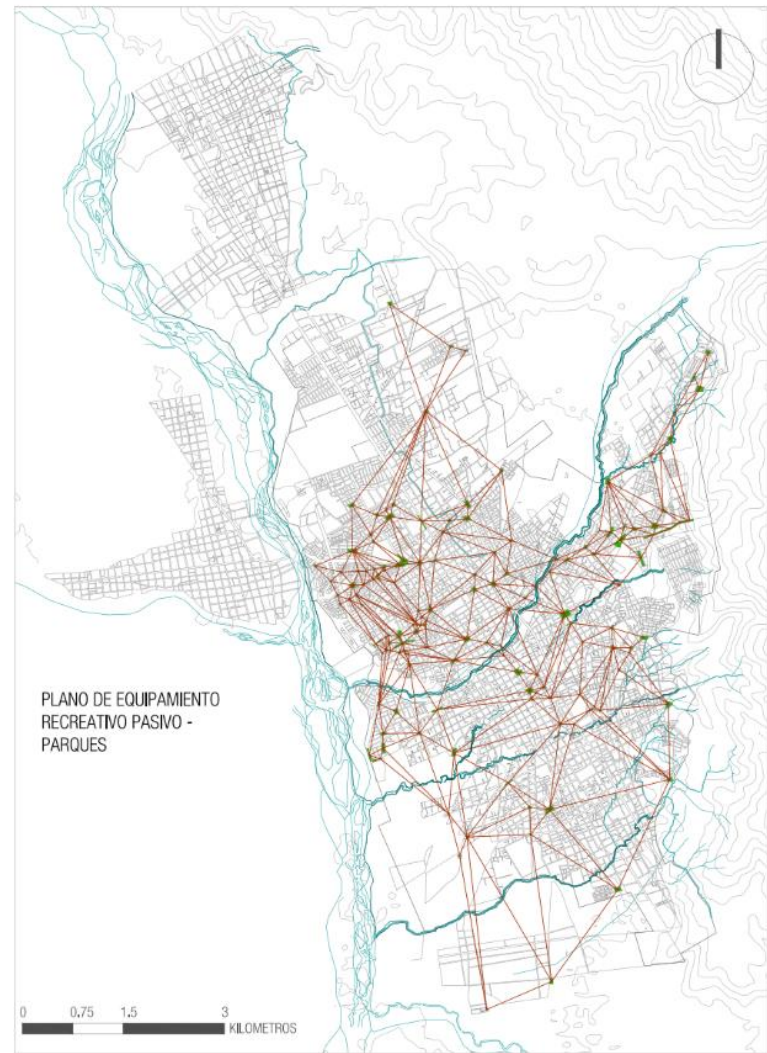 PLANO DE EQUIPAMIENTO
RECREATIVO PASIVO -
PARQUES
0 0.75 1.5 3
KILOMETROS